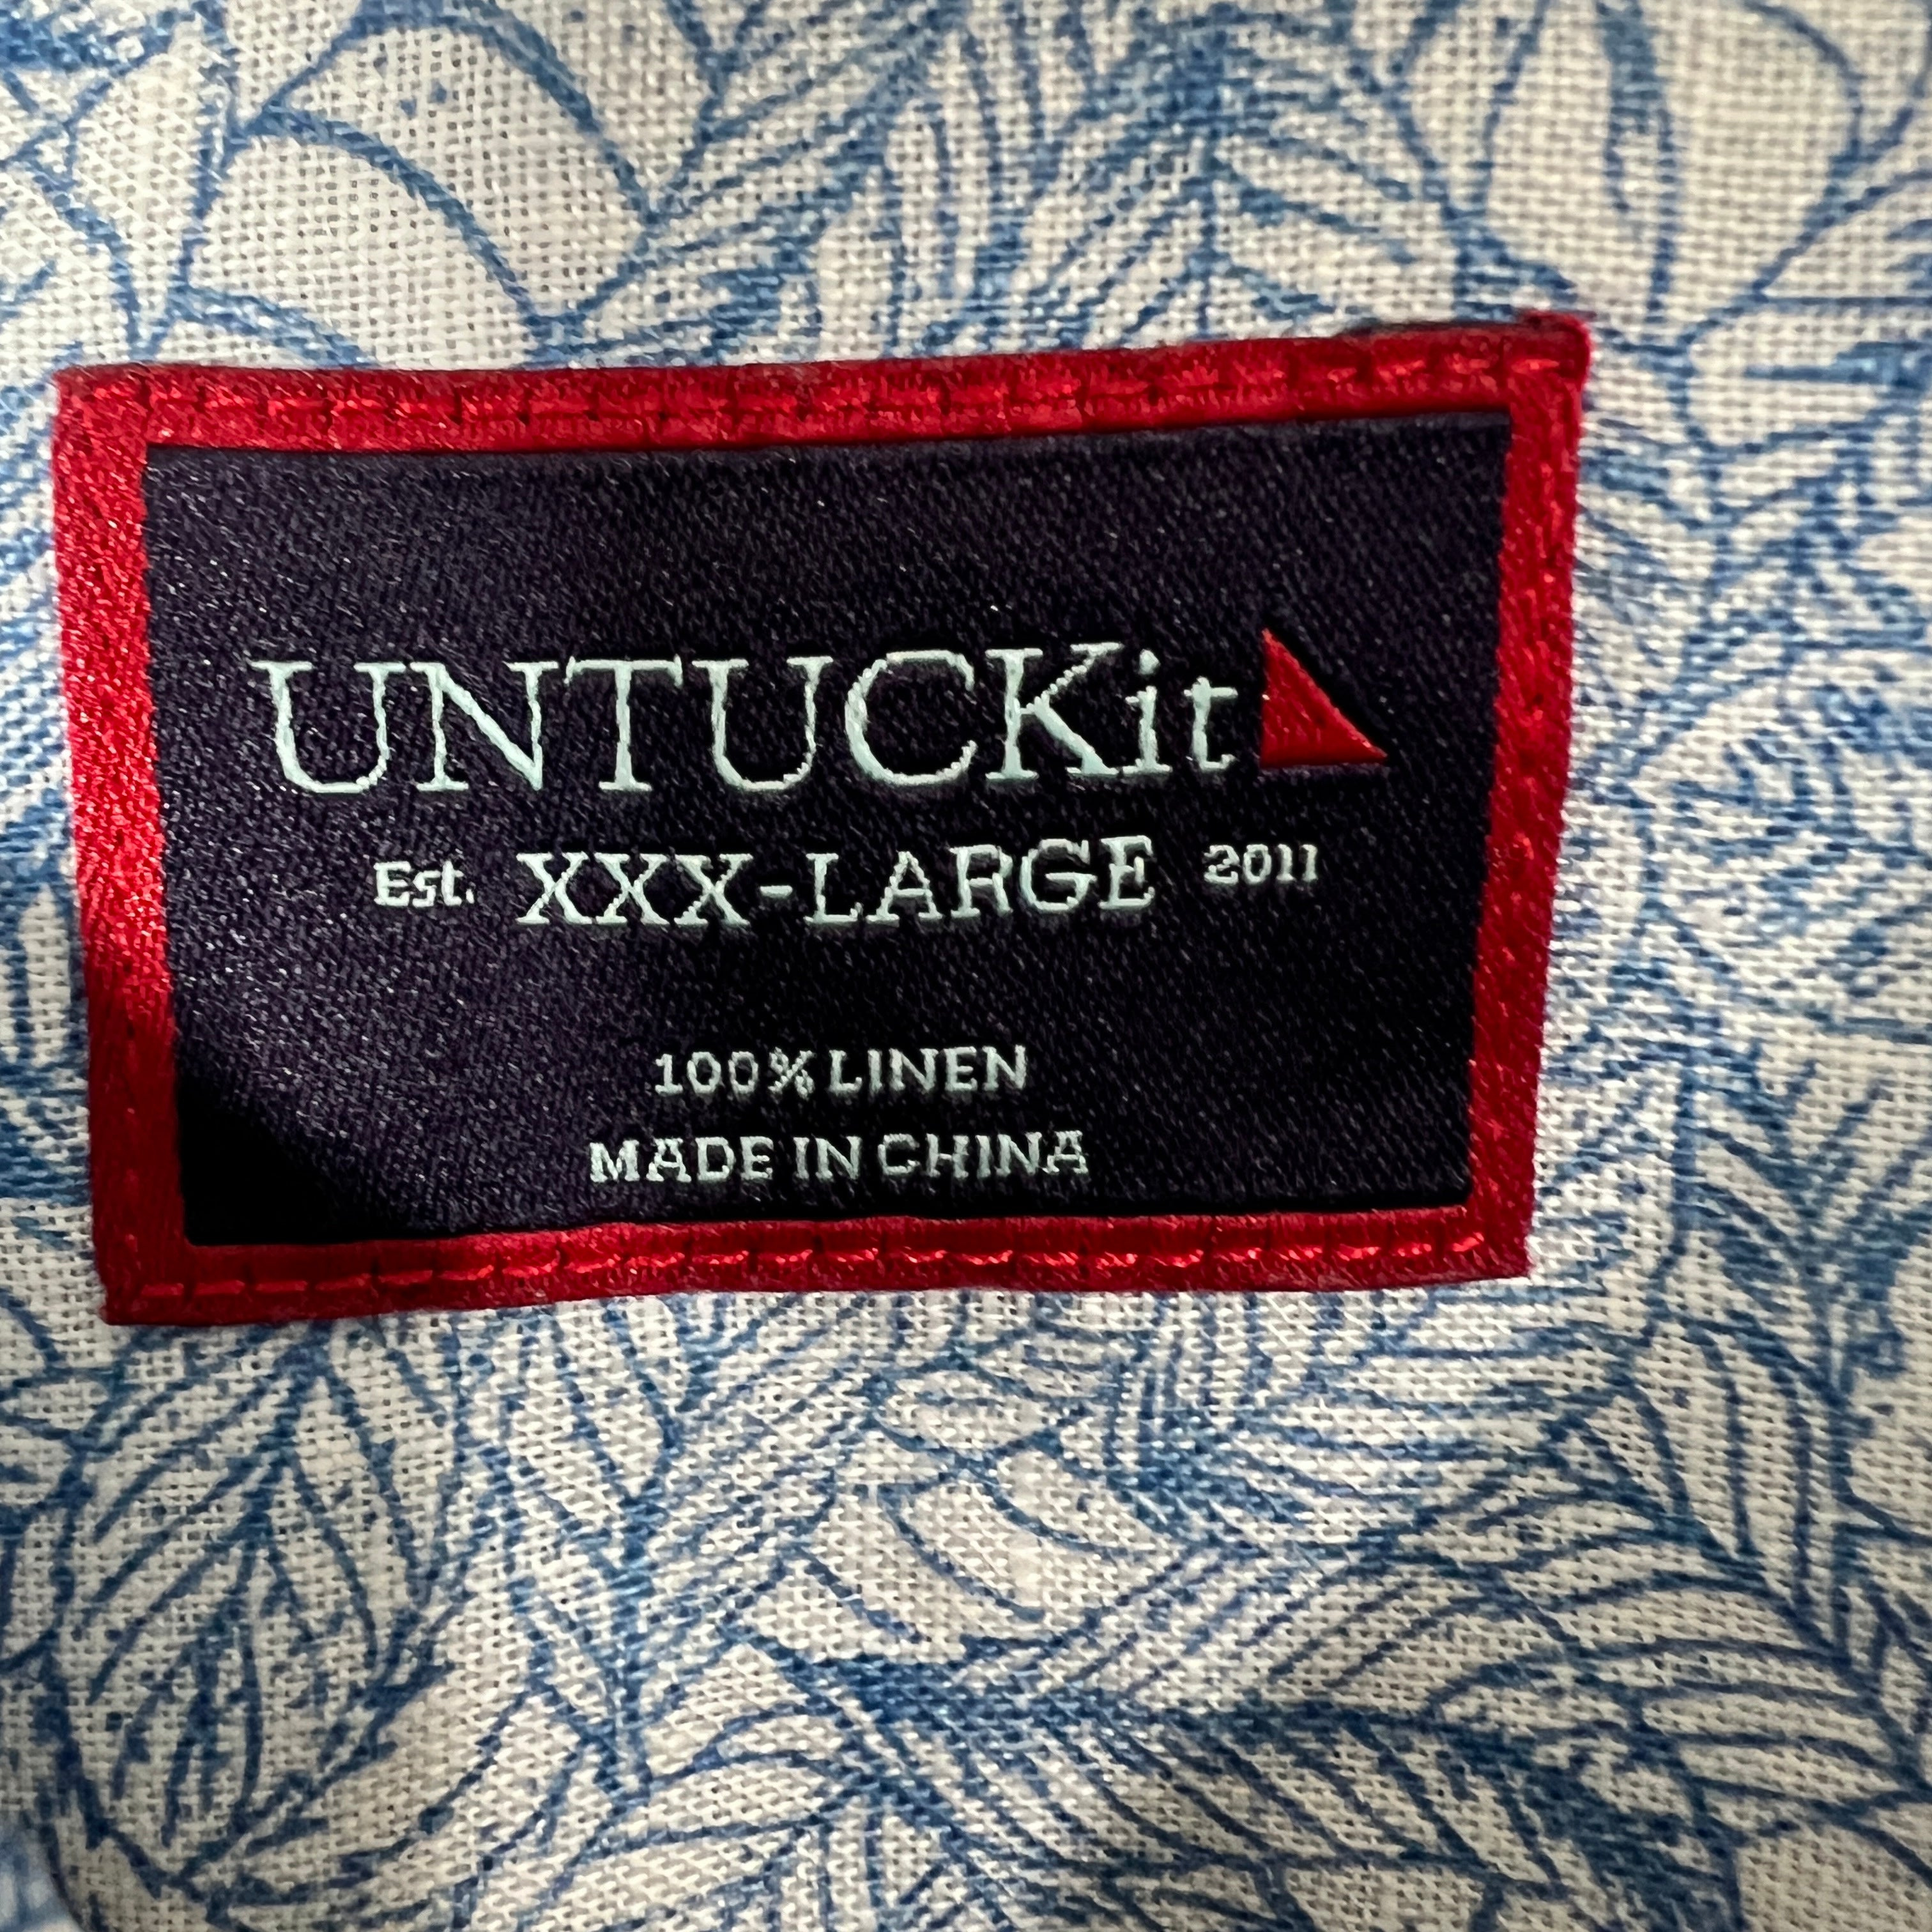 UNTUCKit
Est. XXX-LARGE 2011
100% LINEN
MADE IN CHINA